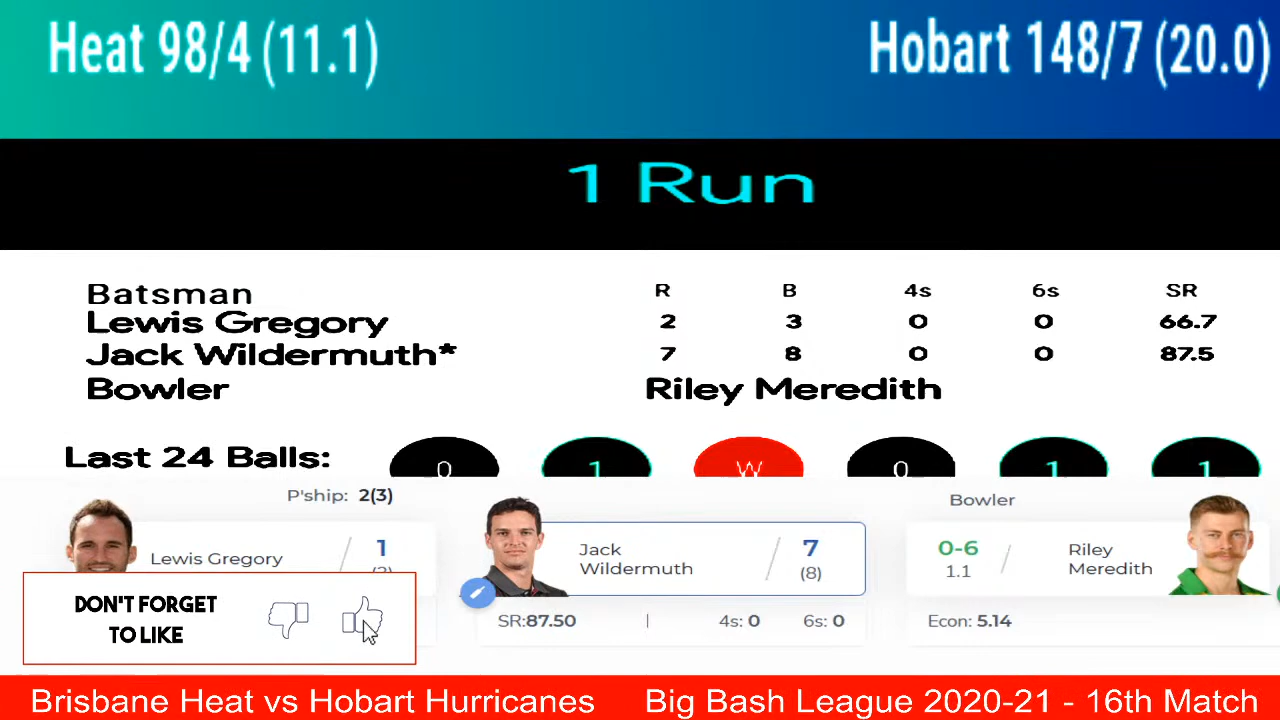 Heat 98/4 (11.1) Hobart 148/7 (20.0)
1 Run
Batsman R B 4s 6s SR
Lewis Gregory 2 3 0 0 66.7
Jack Wildermuth* 7 8 0 0 87.5
Bowler Riley Meredith
Last 24 Balls: 0 1 W 0 1 1
P'ship: 2(3)
Lewis Gregory 1
Jack
Wildermuth
7
(8)
SR:87.50 4s: 0 6s: 0
Bowler
0-6
1.1
Riley
Meredith
Econ: 5.14
DON'T FORGET
TO LIKE
Brisbane Heat vs Hobart Hurricanes Big Bash League 2020-21 - 16th Match